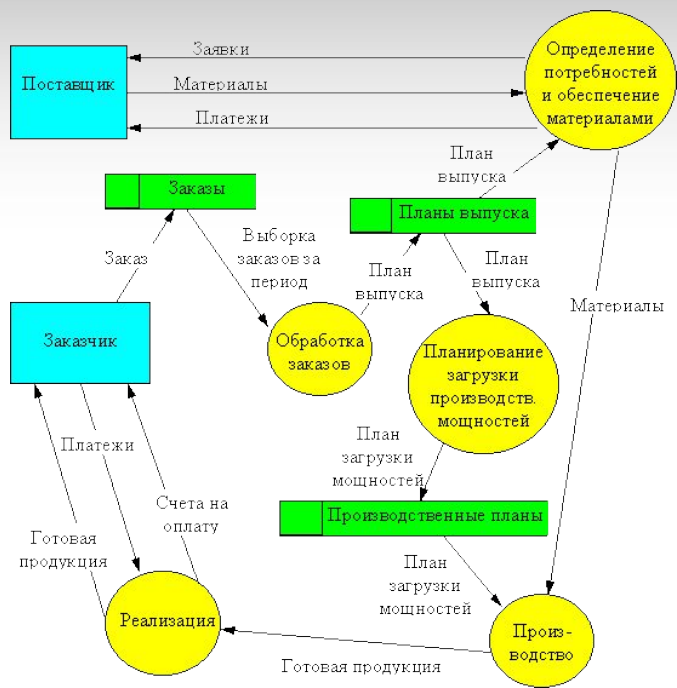 Заявки
Поставщик
Материалы
Платежи
Определение
потребностей
и обеспечение
материалами
План
выпуска
Заказы
Планы выпуска
Заказ
Выборка
заказов за
период
План
выпуска
План
выпуска
Материалы
Заказчик
Обработка
заказов
Планирование
загрузки
производств.
мощностей
Платежи
План
загрузки
мощностей
Счета на
оплату
Производственные планы
Готовая
продукция
План
загрузки
мощностей
Реализация
Произ-
водство
Готовая продукция